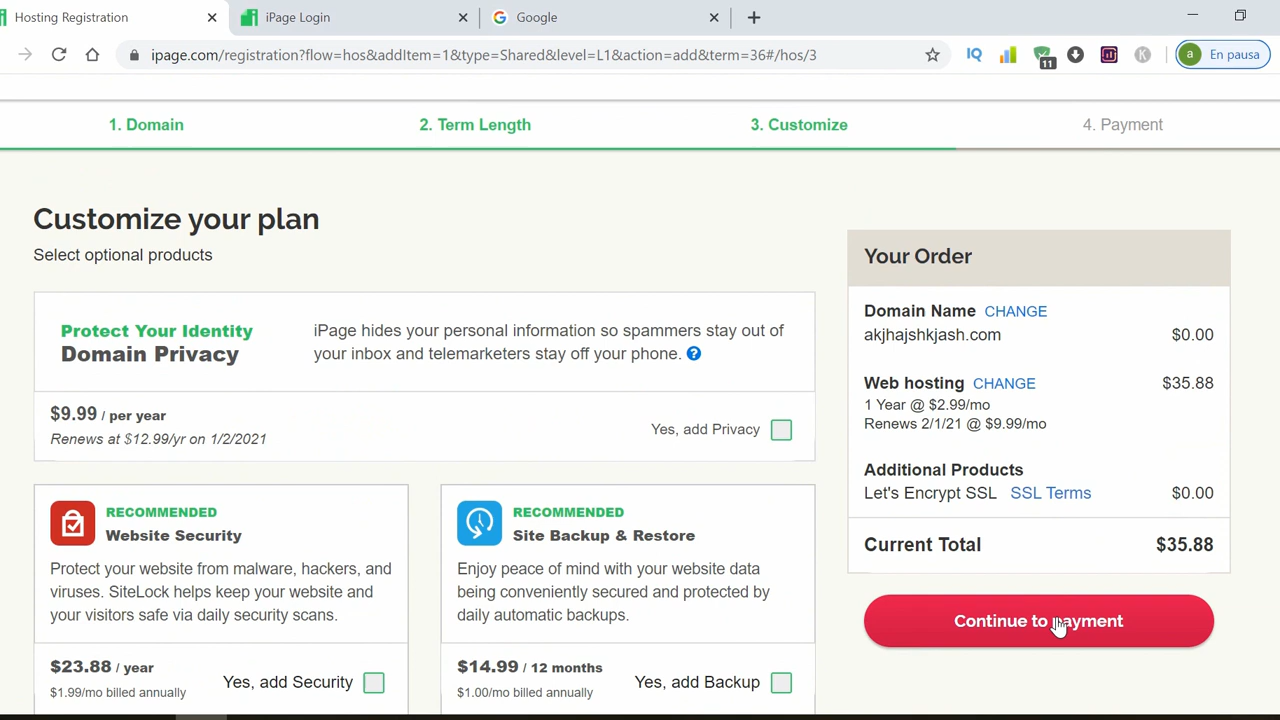 Hosting Registration
iPage Login
Google
ipage.com/registration?flow=hos&addItem=1&type=Shared&level=L1&action=add&term=36#/hos/3
IQ
11
a En pausa
1. Domain
2. Term Length
3. Customize
4. Payment
Customize your plan
Select optional products
Protect Your Identity
Domain Privacy
iPage hides your personal information so spammers stay out of
your inbox and telemarketers stay off your phone. ?
$9.99 / per year
Renews at $12.99/yr on 1/2/2021
Yes, add Privacy
RECOMMENDED
Website Security
Protect your website from malware, hackers, and
viruses. SiteLock helps keep your website and
your visitors safe via daily security scans.
$23.88 / year
$1.99/mo billed annually
Yes, add Security
RECOMMENDED
Site Backup & Restore
Enjoy peace of mind with your website data
being conveniently secured and protected by
daily automatic backups.
$14.99 / 12 months
$1.00/mo billed annually
Yes, add Backup
Your Order
Domain Name CHANGE
akjhajshkjash.com $0.00
Web hosting CHANGE $35.88
1 Year @ $2.99/mo
Renews 2/1/21 @ $9.99/mo
Additional Products
Let's Encrypt SSL SSL Terms $0.00
Current Total $35.88
Continue to payment